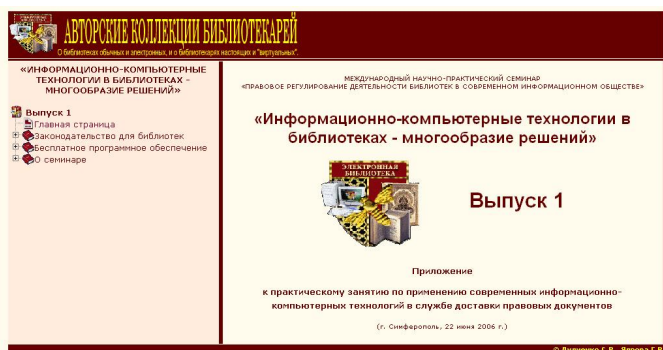 АВТОРСКИЕ КОЛЛЕКЦИИ БИБЛИОТЕКАРЕЙ
О библиотеках обычных и электронных, и о библиотекарях настоящих и "виртуальных".
«ИНФОРМАЦИОННО-КОМПЬЮТЕРНЫЕ
ТЕХНОЛОГИИ В БИБЛИОТЕКАХ -
МНОГООБРАЗИЕ РЕШЕНИЙ»
Выпуск 1
Главная страница
Законодательство для библиотек
Бесплатное программное обеспечение
О семинаре
МЕЖДУНАРОДНЫЙ НАУЧНО-ПРАКТИЧЕСКИЙ СЕМИНАР
«ПРАВОВОЕ РЕГУЛИРОВАНИЕ ДЕЯТЕЛЬНОСТИ БИБЛИОТЕК В СОВРЕМЕННОМ ИНФОРМАЦИОННОМ ОБЩЕСТВЕ»
«Информационно-компьютерные технологии в
библиотеках - многообразие решений»
ЭЛЕКТРОННАЯ
БИБЛИОТЕКА
Выпуск 1
Приложение
к практическому занятию по применению современных информационно-
компьютерных технологий в службе доставки правовых документов
(г. Симферополь, 22 июня 2006 г.)